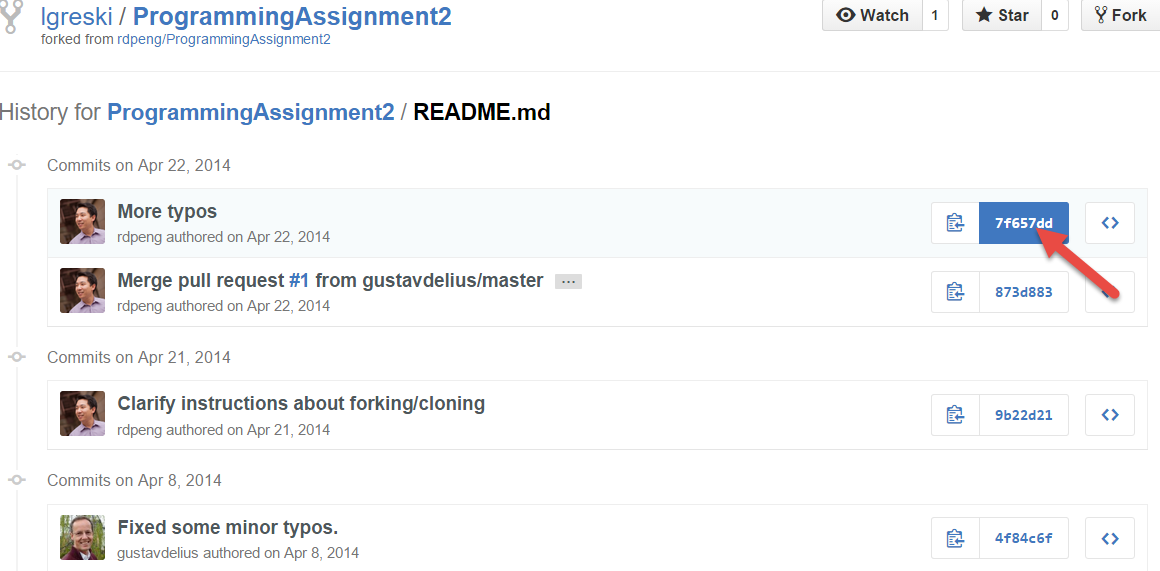 lgreski / ProgrammingAssignment2
Watch 1 Star 0 Fork
forked from rdpeng/ProgrammingAssignment2
History for ProgrammingAssignment2 / README.md
Commits on Apr 22, 2014
More typos
rdpeng authored on Apr 22, 2014
7f657dd
<>
Merge pull request #1 from gustavdelius/master ...
rdpeng authored on Apr 22, 2014
873d883
Commits on Apr 21, 2014
Clarify instructions about forking/cloning
rdpeng authored on Apr 21, 2014
9b22d21
<>
Commits on Apr 8, 2014
Fixed some minor typos.
gustavdelius authored on Apr 8, 2014
4f84c6f
<>